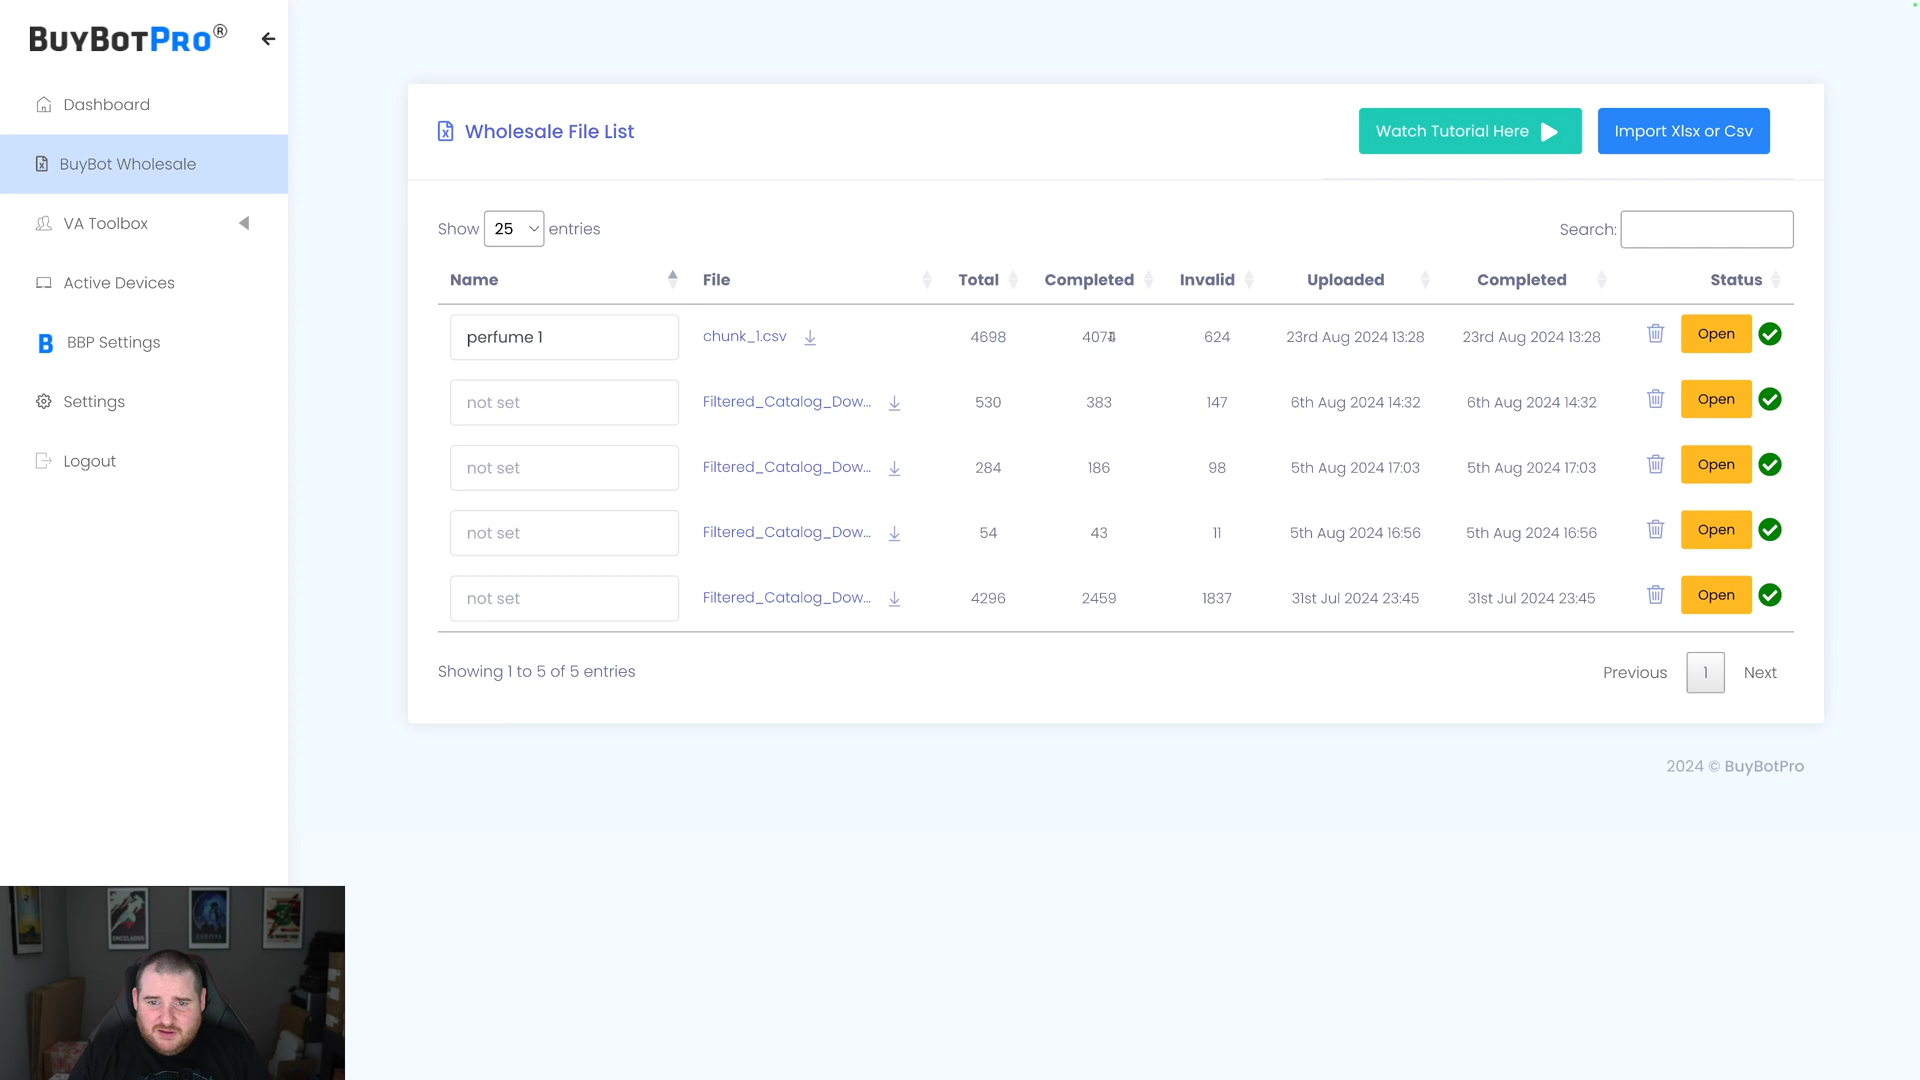 BUYBOTPRO®
Dashboard
BuyBot Wholesale
VA Toolbox
Active Devices
BBP Settings
Settings
Logout
Wholesale File List
Watch Tutorial Here
Import Xlsx or Csv
Show 25 entries
Search:
Name File Total Completed Invalid Uploaded Completed Status
perfume 1 chunk_1.csv 4698 4074 624 23rd Aug 2024 13:28 23rd Aug 2024 13:28 Open
not set Filtered_Catalog_Dow... 530 383 147 6th Aug 2024 14:32 6th Aug 2024 14:32 Open
not set Filtered_Catalog_Dow... 284 186 98 5th Aug 2024 17:03 5th Aug 2024 17:03 Open
not set Filtered_Catalog_Dow... 54 43 11 5th Aug 2024 16:56 5th Aug 2024 16:56 Open
not set Filtered_Catalog_Dow... 4296 2459 1837 31st Jul 2024 23:45 31st Jul 2024 23:45 Open
Showing 1 to 5 of 5 entries
Previous 1 Next
2024 © BuyBotPro
ENCELADUS
EUROPA